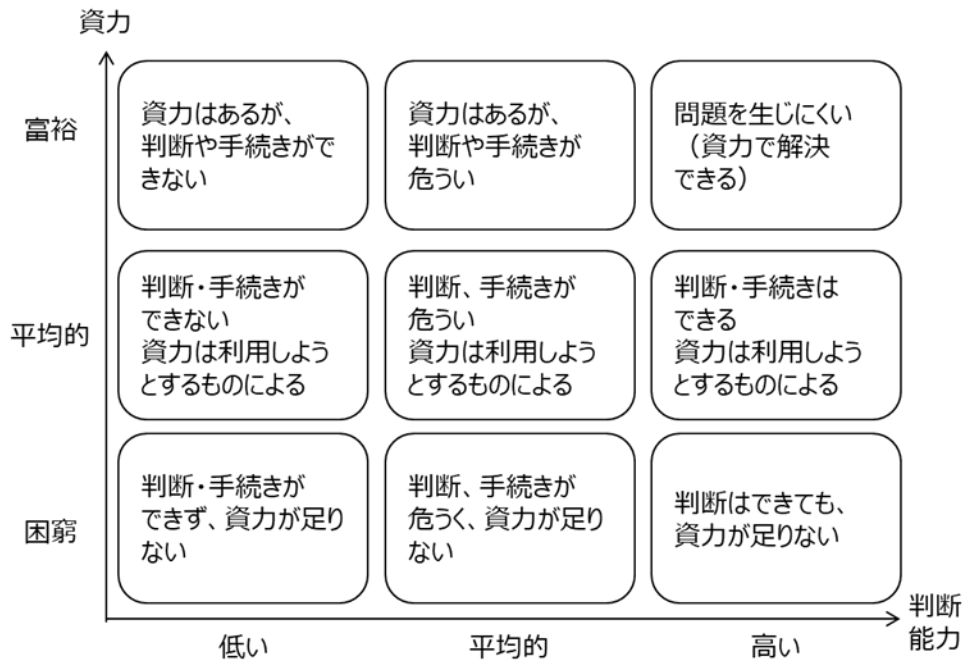 資力
富裕
資力はあるが、
判断や手続きがで
きない
資力はあるが、
判断や手続きが
危うい
問題を生じにくい
（資力で解決
できる）
平均的
判断・手続きが
できない
資力は利用しよう
とするものによる
判断、手続きが
危うい
資力は利用しよう
とするものによる
判断・手続きは
できる
資力は利用しよう
とするものによる
困窮
判断・手続きが
できず、資力が足り
ない
判断、手続きが
危うく、資力が足り
ない
判断はできても、
資力が足りない
低い
平均的
高い
判断
能力